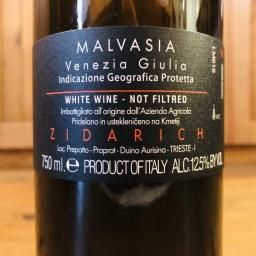 MALVASIA
Venezia Giulia
Indicazione Geografica Protetta
WHITE WINE - NOT FILTRED
Imbottigliato all'origine dall'Azienda Agricola
Pridelano in ustekleničeno na Kmetiji
ZIDARICH
Loc. Prepotto - Praprot - Duino Aurisina - TRIESTE - I
750 ml. e PRODUCT OF ITALY ALC. 12.5% BY VOL.